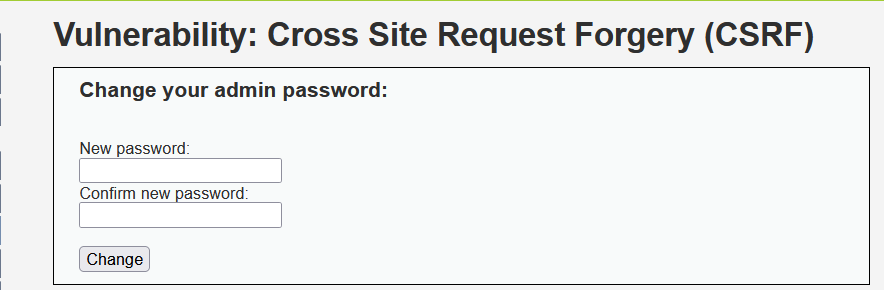 Vulnerability: Cross Site Request Forgery (CSRF)
Change your admin password:
New password:
Confirm new password:
Change